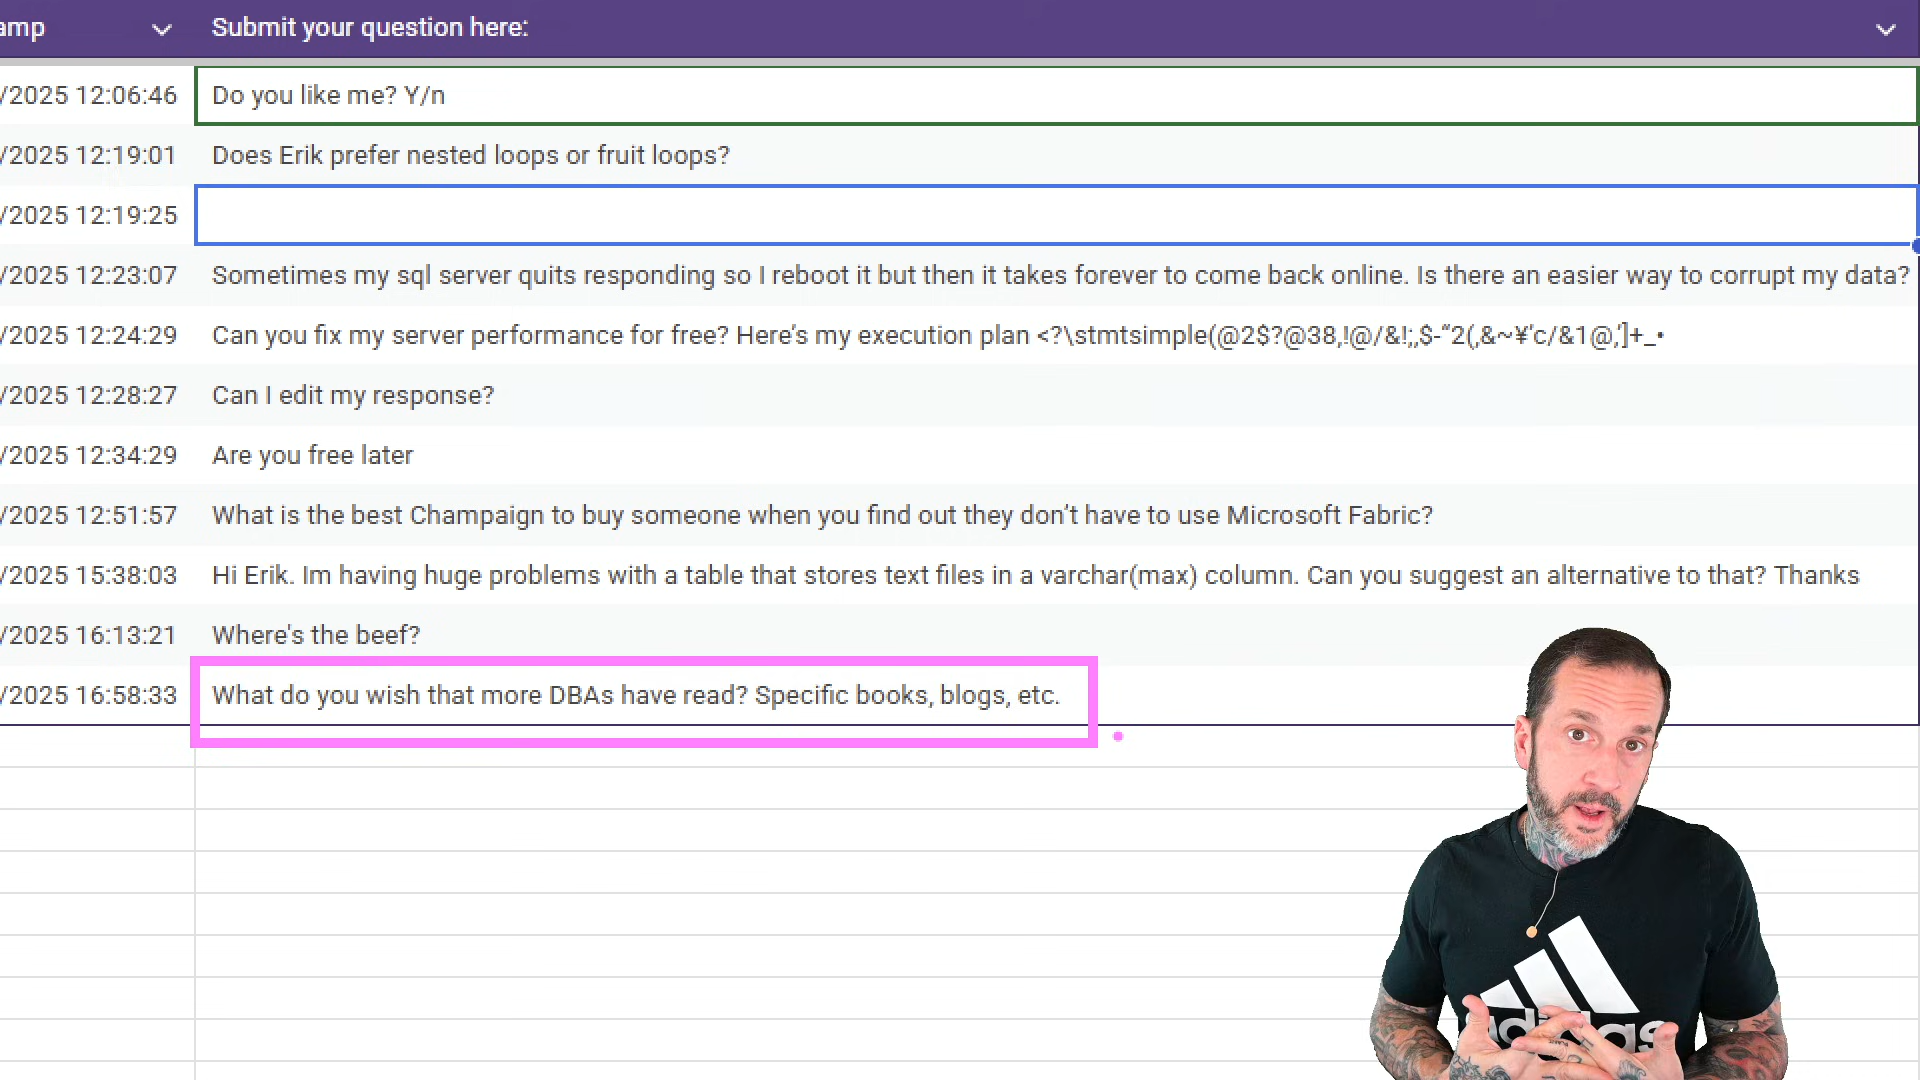 amp Submit your question here:
/2025 12:06:46 Do you like me? Y/n
/2025 12:19:01 Does Erik prefer nested loops or fruit loops?
/2025 12:19:25
/2025 12:23:07 Sometimes my sql server quits responding so I reboot it but then it takes forever to come back online. Is there an easier way to corrupt my data?
/2025 12:24:29 Can you fix my server performance for free? Here’s my execution plan <?\stmtsimple(@2$?@38,!@/&!;,$-“2(,&~¥’c/&1@,’]+_•
/2025 12:28:27 Can I edit my response?
/2025 12:34:29 Are you free later
/2025 12:51:57 What is the best Champaign to buy someone when you find out they don’t have to use Microsoft Fabric?
/2025 15:38:03 Hi Erik. Im having huge problems with a table that stores text files in a varchar(max) column. Can you suggest an alternative to that? Thanks
/2025 16:13:21 Where's the beef?
/2025 16:58:33 What do you wish that more DBAs have read? Specific books, blogs, etc.
adidas